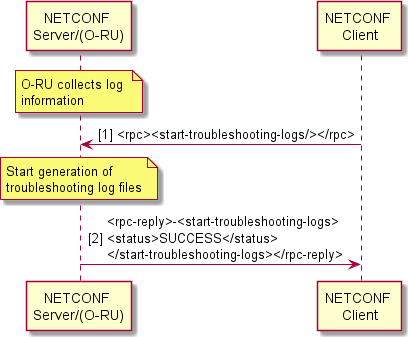 NETCONF
Server/(O-RU)
NETCONF
Client
O-RU collects log
information
[1] <rpc><start-troubleshooting-logs/></rpc>
Start generation of
troubleshooting log files
<rpc-reply>-<start-troubleshooting-logs>
[2] <status>SUCCESS</status>
</start-troubleshooting-logs></rpc-reply>
NETCONF
Server/(O-RU)
NETCONF
Client